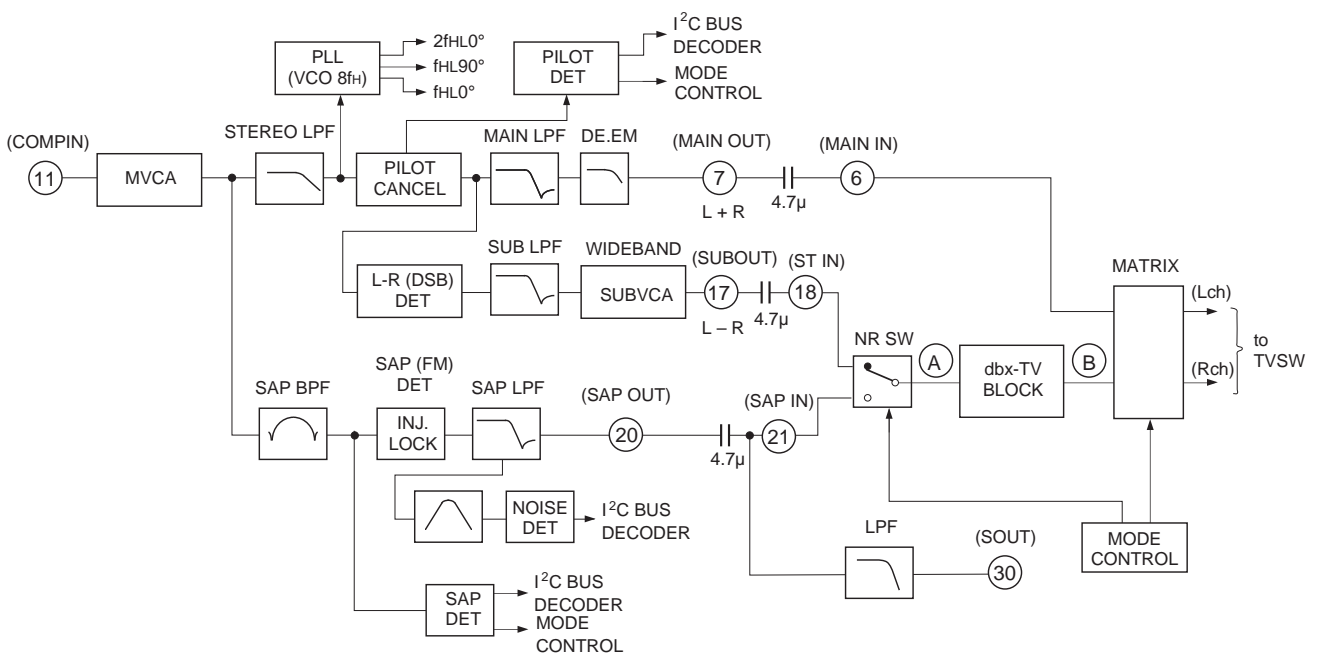 I²C BUS
DECODER
MODE
CONTROL
2fHL0°
fHL90°
fHL0°
PLL
(VCO 8fH)
PILOT
DET
(COMPIN)
11
MVCA
STEREO LPF
PILOT
CANCEL
MAIN LPF
DE.EM
(MAIN OUT)
7
L + R
4.7µ
(MAIN IN)
6
L-R (DSB)
DET
SUB LPF
WIDEBAND
SUBVCA
(SUBOUT)
17
L – R
4.7µ
(ST IN)
18
MATRIX
(Lch)
(Rch)
to
TVSW
NR SW
A
dbx-TV
BLOCK
B
SAP BPF
SAP (FM)
DET
INJ.
LOCK
SAP LPF
(SAP OUT)
20
4.7µ
(SAP IN)
21
NOISE
DET
I²C BUS
DECODER
LPF
(SOUT)
30
MODE
CONTROL
SAP
DET
I²C BUS
DECODER
MODE
CONTROL